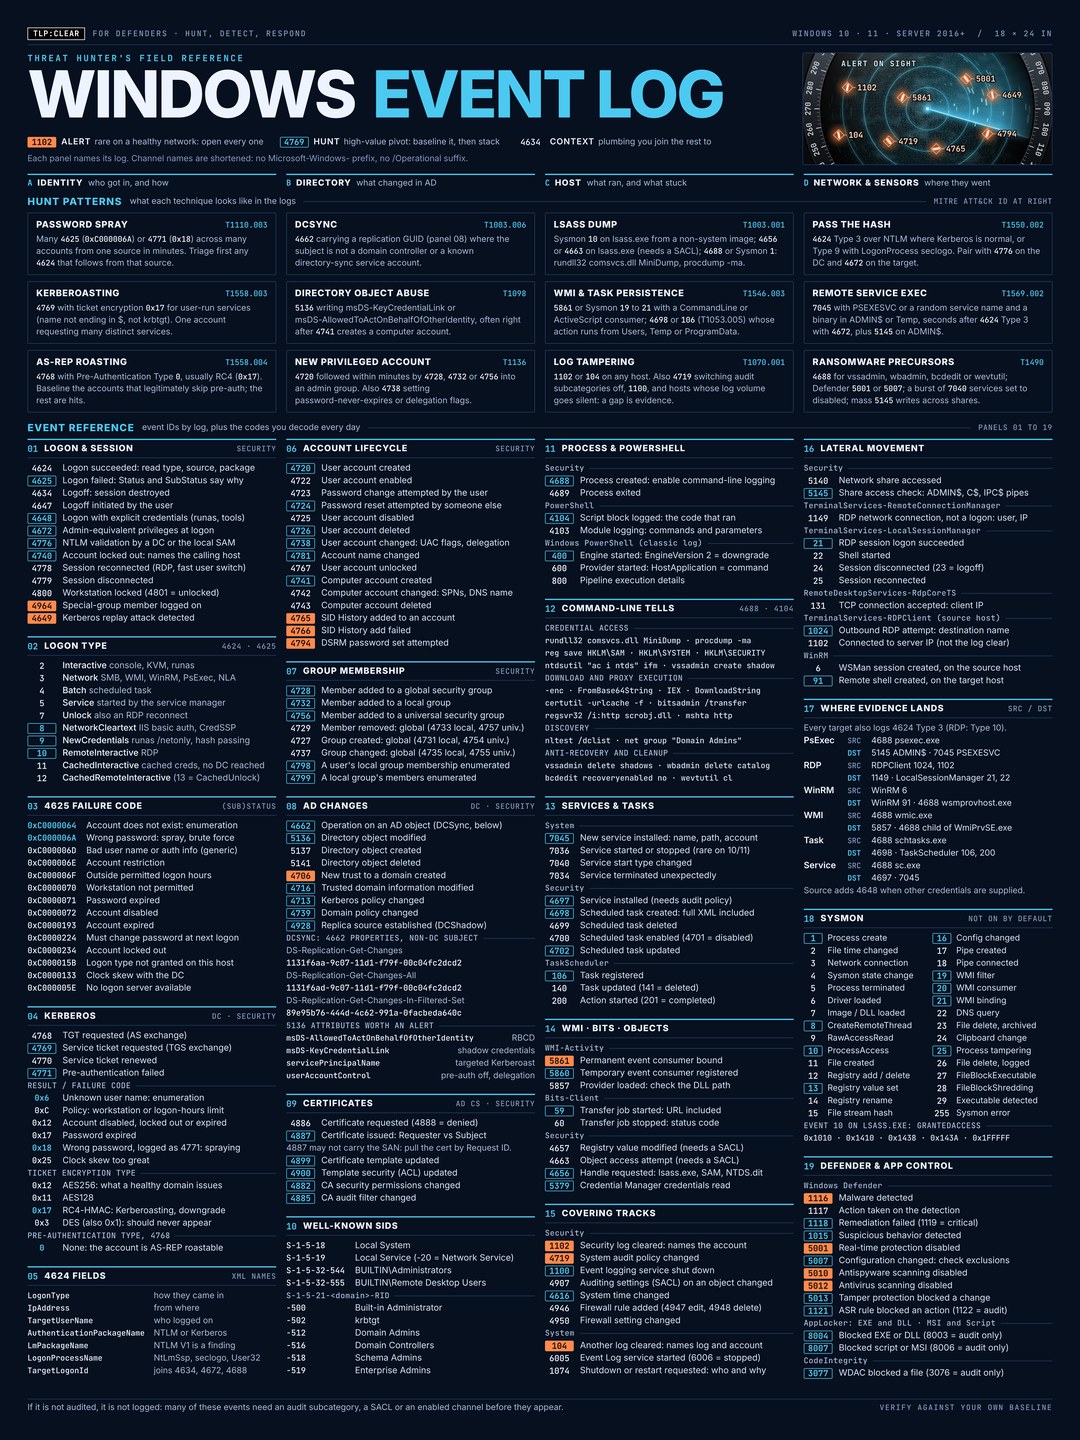 TLP:CLEAR FOR DEFENDERS · HUNT, DETECT, RESPOND
WINDOWS 10 · 11 · SERVER 2016+ / 18 × 24 IN
THREAT HUNTER'S FIELD REFERENCE
WINDOWS EVENT LOG
1102 ALERT rare on a healthy network: open every one 4769 HUNT high-value pivot: baseline it, then stack 4634 CONTEXT plumbing you join the rest to
Each panel names its log. Channel names are shortened: no Microsoft-Windows- prefix, no /Operational suffix.
ALERT ON SIGHT
290
280
270
260
250
070
080
090
100
110
1102
5861
5001
4649
104
4719
4765
4794
A IDENTITY who got in, and how
B DIRECTORY what changed in AD
C HOST what ran, and what stuck
D NETWORK & SENSORS where they went
HUNT PATTERNS what each technique looks like in the logs
MITRE ATT&CK ID AT RIGHT
PASSWORD SPRAY T1110.003
Many 4625 (0xC000006A) or 4771 (0x18) across many
accounts from one source in minutes. Triage first any
4624 that follows from that source.
DCSYNC T1003.006
4662 carrying a replication GUID (panel 08) where the
subject is not a domain controller or a known
directory-sync service account.
LSASS DUMP T1003.001
Sysmon 10 on lsass.exe from a non-system image; 4656
or 4663 on lsass.exe (needs a SACL); 4688 or Sysmon 1:
rundll32 comsvcs.dll MiniDump, procdump -ma.
PASS THE HASH T1550.002
4624 Type 3 over NTLM where Kerberos is normal, or
Type 9 with LogonProcess seclogo. Pair with 4776 on the
DC and 4672 on the target.
KERBEROASTING T1558.003
4769 with ticket encryption 0x17 for user-run services
(name not ending in $, not krbtgt). One account
requesting many distinct services.
DIRECTORY OBJECT ABUSE T1098
5136 writing msDS-KeyCredentialLink or
msDS-AllowedToActOnBehalfOfOtherIdentity, often right
after 4741 creates a computer account.
WMI & TASK PERSISTENCE T1546.003
5861 or Sysmon 19 to 21 with a CommandLine or
ActiveScript consumer; 4698 or 106 (T1053.005) whose
action runs from Users, Temp or ProgramData.
REMOTE SERVICE EXEC T1569.002
7045 with PSEXESVC or a random service name and a
binary in ADMIN$ or Temp, seconds after 4624 Type 3
with 4672, plus 5145 on ADMIN$.
AS-REP ROASTING T1558.004
4768 with Pre-Authentication Type 0, usually RC4 (0x17).
Baseline the accounts that legitimately skip pre-auth; the
rest are hits.
NEW PRIVILEGED ACCOUNT T1136
4720 followed within minutes by 4728, 4732 or 4756 into
an admin group. Also 4738 setting
password-never-expires or delegation flags.
LOG TAMPERING T1070.001
1102 or 104 on any host. Also 4719 switching audit
subcategories off, 1100, and hosts whose log volume
goes silent: a gap is evidence.
RANSOMWARE PRECURSORS T1490
4688 for vssadmin, wbadmin, bcdedit or wevtutil;
Defender 5001 or 5007; a burst of 7040 services set to
disabled; mass 5145 writes across shares.
EVENT REFERENCE event IDs by log, plus the codes you decode every day
PANELS 01 TO 19
01 LOGON & SESSION SECURITY
4624 Logon succeeded: read type, source, package
4625 Logon failed: Status and SubStatus say why
4634 Logoff: session destroyed
4647 Logoff initiated by the user
4648 Logon with explicit credentials (runas, tools)
4672 Admin-equivalent privileges at logon
4776 NTLM validation by a DC or the local SAM
4740 Account locked out: names the calling host
4778 Session reconnected (RDP, fast user switch)
4779 Session disconnected
4800 Workstation locked (4801 = unlocked)
4964 Special-group member logged on
4649 Kerberos replay attack detected
02 LOGON TYPE 4624 · 4625
2 Interactive console, KVM, runas
3 Network SMB, WMI, WinRM, PsExec, NLA
4 Batch scheduled task
5 Service started by the service manager
7 Unlock also an RDP reconnect
8 NetworkCleartext IIS basic auth, CredSSP
9 NewCredentials runas /netonly, hash passing
10 RemoteInteractive RDP
11 CachedInteractive cached creds, no DC reached
12 CachedRemoteInteractive (13 = CachedUnlock)
03 4625 FAILURE CODE (SUB)STATUS
0xC0000064 Account does not exist: enumeration
0xC000006A Wrong password: spray, brute force
0xC000006D Bad user name or auth info (generic)
0xC000006E Account restriction
0xC000006F Outside permitted logon hours
0xC0000070 Workstation not permitted
0xC0000071 Password expired
0xC0000072 Account disabled
0xC0000193 Account expired
0xC0000224 Must change password at next logon
0xC0000234 Account locked out
0xC000015B Logon type not granted on this host
0xC0000133 Clock skew with the DC
0xC000005E No logon server available
04 KERBEROS DC · SECURITY
4768 TGT requested (AS exchange)
4769 Service ticket requested (TGS exchange)
4770 Service ticket renewed
4771 Pre-authentication failed
RESULT / FAILURE CODE
0x6 Unknown user name: enumeration
0xC Policy: workstation or logon-hours limit
0x12 Account disabled, locked out or expired
0x17 Password expired
0x18 Wrong password, logged as 4771: spraying
0x25 Clock skew too great
TICKET ENCRYPTION TYPE
0x12 AES256: what a healthy domain issues
0x11 AES128
0x17 RC4-HMAC: Kerberoasting, downgrade
0x3 DES (also 0x1): should never appear
PRE-AUTHENTICATION TYPE, 4768
0 None: the account is AS-REP roastable
05 4624 FIELDS XML NAMES
LogonType how they came in
IpAddress from where
TargetUserName who logged on
AuthenticationPackageName NTLM or Kerberos
LmPackageName NTLM V1 is a finding
LogonProcessName NtLmSsp, seclogo, User32
TargetLogonId joins 4634, 4672, 4688
06 ACCOUNT LIFECYCLE SECURITY
4720 User account created
4722 User account enabled
4723 Password change attempted by the user
4724 Password reset attempted by someone else
4725 User account disabled
4726 User account deleted
4738 User account changed: UAC flags, delegation
4781 Account name changed
4767 User account unlocked
4741 Computer account created
4742 Computer account changed: SPNs, DNS name
4743 Computer account deleted
4765 SID History added to an account
4766 SID History add failed
4794 DSRM password set attempted
07 GROUP MEMBERSHIP SECURITY
4728 Member added to a global security group
4732 Member added to a local group
4756 Member added to a universal security group
4729 Member removed: global (4733 local, 4757 univ.)
4727 Group created: global (4731 local, 4754 univ.)
4737 Group changed: global (4735 local, 4755 univ.)
4798 A user's local group membership enumerated
4799 A local group's members enumerated
08 AD CHANGES DC · SECURITY
4662 Operation on an AD object (DCSync, below)
5136 Directory object modified
5137 Directory object created
5141 Directory object deleted
4706 New trust to a domain created
4716 Trusted domain information modified
4713 Kerberos policy changed
4739 Domain policy changed
4928 Replica source established (DCShadow)
DCSYNC: 4662 PROPERTIES, NON-DC SUBJECT
DS-Replication-Get-Changes
1131f6aa-9c07-11d1-f79f-00c04fc2dcd2
DS-Replication-Get-Changes-All
1131f6ad-9c07-11d1-f79f-00c04fc2dcd2
DS-Replication-Get-Changes-In-Filtered-Set
89e95b76-444d-4c62-991a-0facbeda640c
5136 ATTRIBUTES WORTH AN ALERT
msDS-AllowedToActOnBehalfOfOtherIdentity RBCD
msDS-KeyCredentialLink shadow credentials
servicePrincipalName targeted Kerberoast
userAccountControl pre-auth off, delegation
09 CERTIFICATES AD CS · SECURITY
4886 Certificate requested (4888 = denied)
4887 Certificate issued: Requester vs Subject
4887 may not carry the SAN: pull the cert by Request ID.
4899 Certificate template updated
4900 Template security (ACL) updated
4882 CA security permissions changed
4885 CA audit filter changed
10 WELL-KNOWN SIDS
S-1-5-18 Local System
S-1-5-19 Local Service (-20 = Network Service)
S-1-5-32-544 BUILTIN\Administrators
S-1-5-32-555 BUILTIN\Remote Desktop Users
S-1-5-21-<domain>-RID
-500 Built-in Administrator
-502 krbtgt
-512 Domain Admins
-516 Domain Controllers
-518 Schema Admins
-519 Enterprise Admins
11 PROCESS & POWERSHELL
Security
4688 Process created: enable command-line logging
4689 Process exited
PowerShell
4104 Script block logged: the code that ran
4103 Module logging: commands and parameters
Windows PowerShell (classic log)
400 Engine started: EngineVersion 2 = downgrade
600 Provider started: HostApplication = command
800 Pipeline execution details
12 COMMAND-LINE TELLS 4688 · 4104
CREDENTIAL ACCESS
rundll32 comsvcs.dll MiniDump · procdump -ma
reg save HKLM\SAM · HKLM\SYSTEM · HKLM\SECURITY
ntdsutil "ac i ntds" ifm · vssadmin create shadow
DOWNLOAD AND PROXY EXECUTION
-enc · FromBase64String · IEX · DownloadString
certutil -urlcache -f · bitsadmin /transfer
regsvr32 /i:http scrobj.dll · mshta http
DISCOVERY
nltest /dclist · net group "Domain Admins"
ANTI-RECOVERY AND CLEANUP
vssadmin delete shadows · wbadmin delete catalog
bcdedit recoveryenabled no · wevtutil cl
13 SERVICES & TASKS
System
7045 New service installed: name, path, account
7036 Service started or stopped (rare on 10/11)
7040 Service start type changed
7034 Service terminated unexpectedly
Security
4697 Service installed (needs audit policy)
4698 Scheduled task created: full XML included
4699 Scheduled task deleted
4700 Scheduled task enabled (4701 = disabled)
4702 Scheduled task updated
TaskScheduler
106 Task registered
140 Task updated (141 = deleted)
200 Action started (201 = completed)
14 WMI · BITS · OBJECTS
WMI-Activity
5861 Permanent event consumer bound
5860 Temporary event consumer registered
5857 Provider loaded: check the DLL path
Bits-Client
59 Transfer job started: URL included
60 Transfer job stopped: status code
Security
4657 Registry value modified (needs a SACL)
4663 Object access attempt (needs a SACL)
4656 Handle requested: lsass.exe, SAM, NTDS.dit
5379 Credential Manager credentials read
15 COVERING TRACKS
Security
1102 Security log cleared: names the account
4719 System audit policy changed
1100 Event logging service shut down
4907 Auditing settings (SACL) on an object changed
4616 System time changed
4946 Firewall rule added (4947 edit, 4948 delete)
4950 Firewall setting changed
System
104 Another log cleared: names log and account
6005 Event Log service started (6006 = stopped)
1074 Shutdown or restart requested: who and why
16 LATERAL MOVEMENT
Security
5140 Network share accessed
5145 Share access check: ADMIN$, C$, IPC$ pipes
TerminalServices-RemoteConnectionManager
1149 RDP network connection, not a logon: user, IP
TerminalServices-LocalSessionManager
21 RDP session logon succeeded
22 Shell started
24 Session disconnected (23 = logoff)
25 Session reconnected
RemoteDesktopServices-RdpCoreTS
131 TCP connection accepted: client IP
TerminalServices-RDPClient (source host)
1024 Outbound RDP attempt: destination name
1102 Connected to server IP (not the log clear)
WinRM
6 WSMan session created, on the source host
91 Remote shell created, on the target host
17 WHERE EVIDENCE LANDS SRC / DST
Every target also logs 4624 Type 3 (RDP: Type 10).
PsExec SRC 4688 psexec.exe
DST 5145 ADMIN$ · 7045 PSEXESVC
RDP SRC RDPClient 1024, 1102
DST 1149 · LocalSessionManager 21, 22
WinRM SRC WinRM 6
DST WinRM 91 · 4688 wsmprovhost.exe
WMI SRC 4688 wmic.exe
DST 5857 · 4688 child of WmiPrvSE.exe
Task SRC 4688 schtasks.exe
DST 4698 · TaskScheduler 106, 200
Service SRC 4688 sc.exe
DST 4697 · 7045
Source adds 4648 when other credentials are supplied.
18 SYSMON NOT ON BY DEFAULT
1 Process create
2 File time changed
3 Network connection
4 Sysmon state change
5 Process terminated
6 Driver loaded
7 Image / DLL loaded
8 CreateRemoteThread
9 RawAccessRead
10 ProcessAccess
11 File created
12 Registry add / delete
13 Registry value set
14 Registry rename
15 File stream hash
16 Config changed
17 Pipe created
18 Pipe connected
19 WMI filter
20 WMI consumer
21 WMI binding
22 DNS query
23 File delete, archived
24 Clipboard change
25 Process tampering
26 File delete, logged
27 FileBlockExecutable
28 FileBlockShredding
29 Executable detected
255 Sysmon error
EVENT 10 ON LSASS.EXE: GRANTEDACCESS
0x1010 · 0x1410 · 0x1438 · 0x143A · 0x1FFFFF
19 DEFENDER & APP CONTROL
Windows Defender
1116 Malware detected
1117 Action taken on the detection
1118 Remediation failed (1119 = critical)
1015 Suspicious behavior detected
5001 Real-time protection disabled
5007 Configuration changed: check exclusions
5010 Antispyware scanning disabled
5012 Antivirus scanning disabled
5013 Tamper protection blocked a change
1121 ASR rule blocked an action (1122 = audit)
AppLocker: EXE and DLL · MSI and Script
8004 Blocked EXE or DLL (8003 = audit only)
8007 Blocked script or MSI (8006 = audit only)
CodeIntegrity
3077 WDAC blocked a file (3076 = audit only)
If it is not audited, it is not logged: many of these events need an audit subcategory, a SACL or an enabled channel before they appear.
VERIFY AGAINST YOUR OWN BASELINE